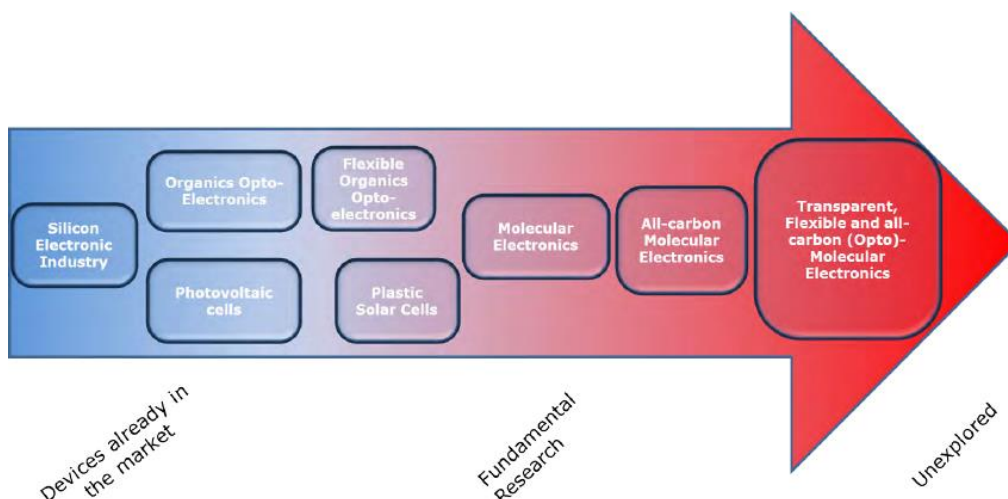 Silicon
Electronic
Industry
Organics Opto-
Electronics
Photovoltaic
cells
Flexible
Organics
Opto-
electronics
Plastic
Solar Cells
Molecular
Electronics
All-carbon
Molecular
Electronics
Transparent,
Flexible and all-
carbon (Opto)-
Molecular
Electronics
Devices already in
the market
Fundamental
Research
Unexplored